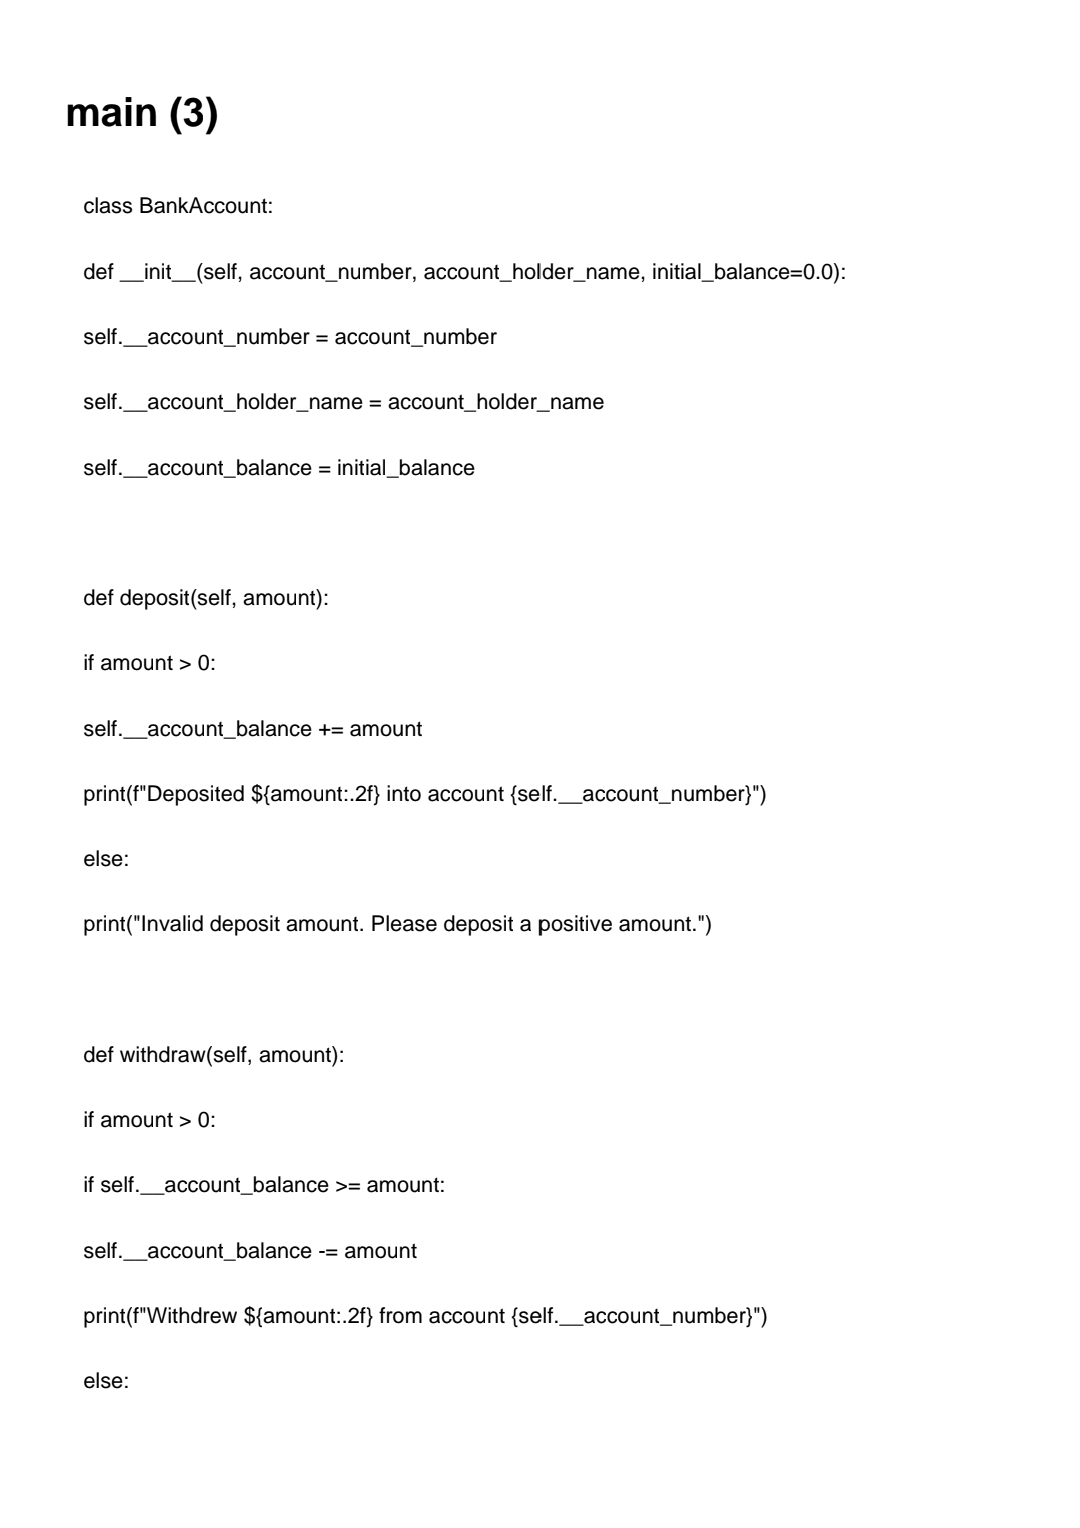 main (3)
class BankAccount:
def __init__(self, account_number, account_holder_name, initial_balance=0.0):
self.__account_number = account_number
self.__account_holder_name = account_holder_name
self.__account_balance = initial_balance
def deposit(self, amount):
if amount > 0:
self.__account_balance += amount
print(f"Deposited ${amount:.2f} into account {self.__account_number}")
else:
print("Invalid deposit amount. Please deposit a positive amount.")
def withdraw(self, amount):
if amount > 0:
if self.__account_balance >= amount:
self.__account_balance -= amount
print(f"Withdrew ${amount:.2f} from account {self.__account_number}")
else: